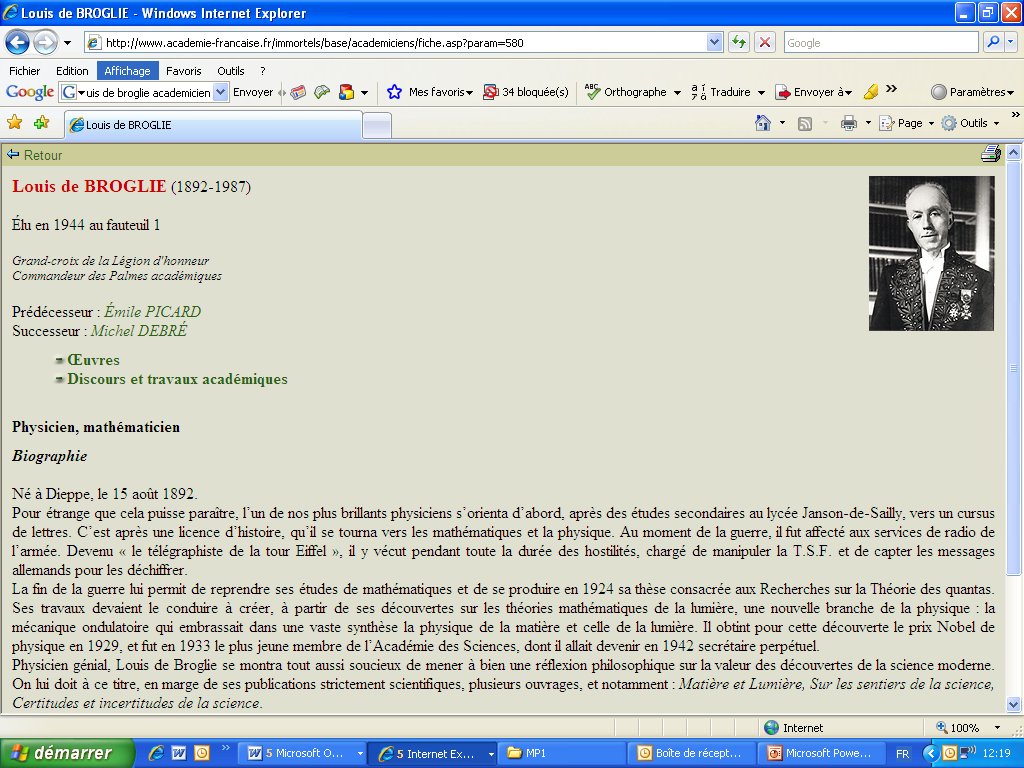 Louis de BROGLIE - Windows Internet Explorer
http://www.academie-francaise.fr/immortels/base/academiciens/fiche.asp?param=580
Google
Fichier Edition Affichage Favoris Outils ?
Google G uis de broglie academicien Envoyer Mes favoris 34 bloquée(s) ABC Orthographe Traduire Envoyer à » Paramètres
Louis de BROGLIE Page Outils »
Retour
Louis de BROGLIE (1892-1987)
Élu en 1944 au fauteuil 1
Grand-croix de la Légion d'honneur
Commandeur des Palmes académiques
Prédécesseur : Émile PICARD
Successeur : Michel DEBRÉ
Œuvres
Discours et travaux académiques
Physicien, mathématicien
Biographie
Né à Dieppe, le 15 août 1892.
Pour étrange que cela puisse paraître, l’un de nos plus brillants physiciens s’orienta d’abord, après des études secondaires au lycée Janson-de-Sailly, vers un cursus
de lettres. C’est après une licence d’histoire, qu’il se tourna vers les mathématiques et la physique. Au moment de la guerre, il fut affecté aux services de radio de
l’armée. Devenu « le télégraphiste de la tour Eiffel », il y vécut pendant toute la durée des hostilités, chargé de manipuler la T.S.F. et de capter les messages
allemands pour les déchiffrer.
La fin de la guerre lui permit de reprendre ses études de mathématiques et de se produire en 1924 sa thèse consacrée aux Recherches sur la Théorie des quantas.
Ses travaux devaient le conduire à créer, à partir de ses découvertes sur les théories mathématiques de la lumière, une nouvelle branche de la physique : la
mécanique ondulatoire qui embrassait dans une vaste synthèse la physique de la matière et celle de la lumière. Il obtint pour cette découverte le prix Nobel de
physique en 1929, et fut en 1933 le plus jeune membre de l’Académie des Sciences, dont il allait devenir en 1942 secrétaire perpétuel.
Physicien génial, Louis de Broglie se montra tout aussi soucieux de mener à bien une réflexion philosophique sur la valeur des découvertes de la science moderne.
On lui doit à ce titre, en marge de ses publications strictement scientifiques, plusieurs ouvrages, et notamment : Matière et Lumière, Sur les sentiers de la science,
Certitudes et incertitudes de la science.
Internet 100%
démarrer » 5 Microsoft O... 5 Internet Ex... MP1 Boîte de récept... Microsoft Powe... FR 12:19